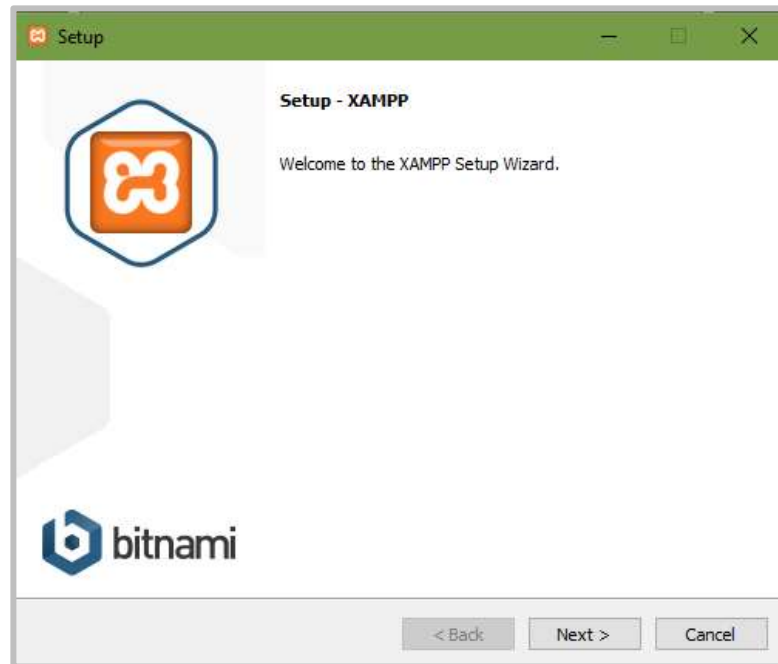 Setup
Setup - XAMPP
Welcome to the XAMPP Setup Wizard.
bitnami
< Back
Next >
Cancel